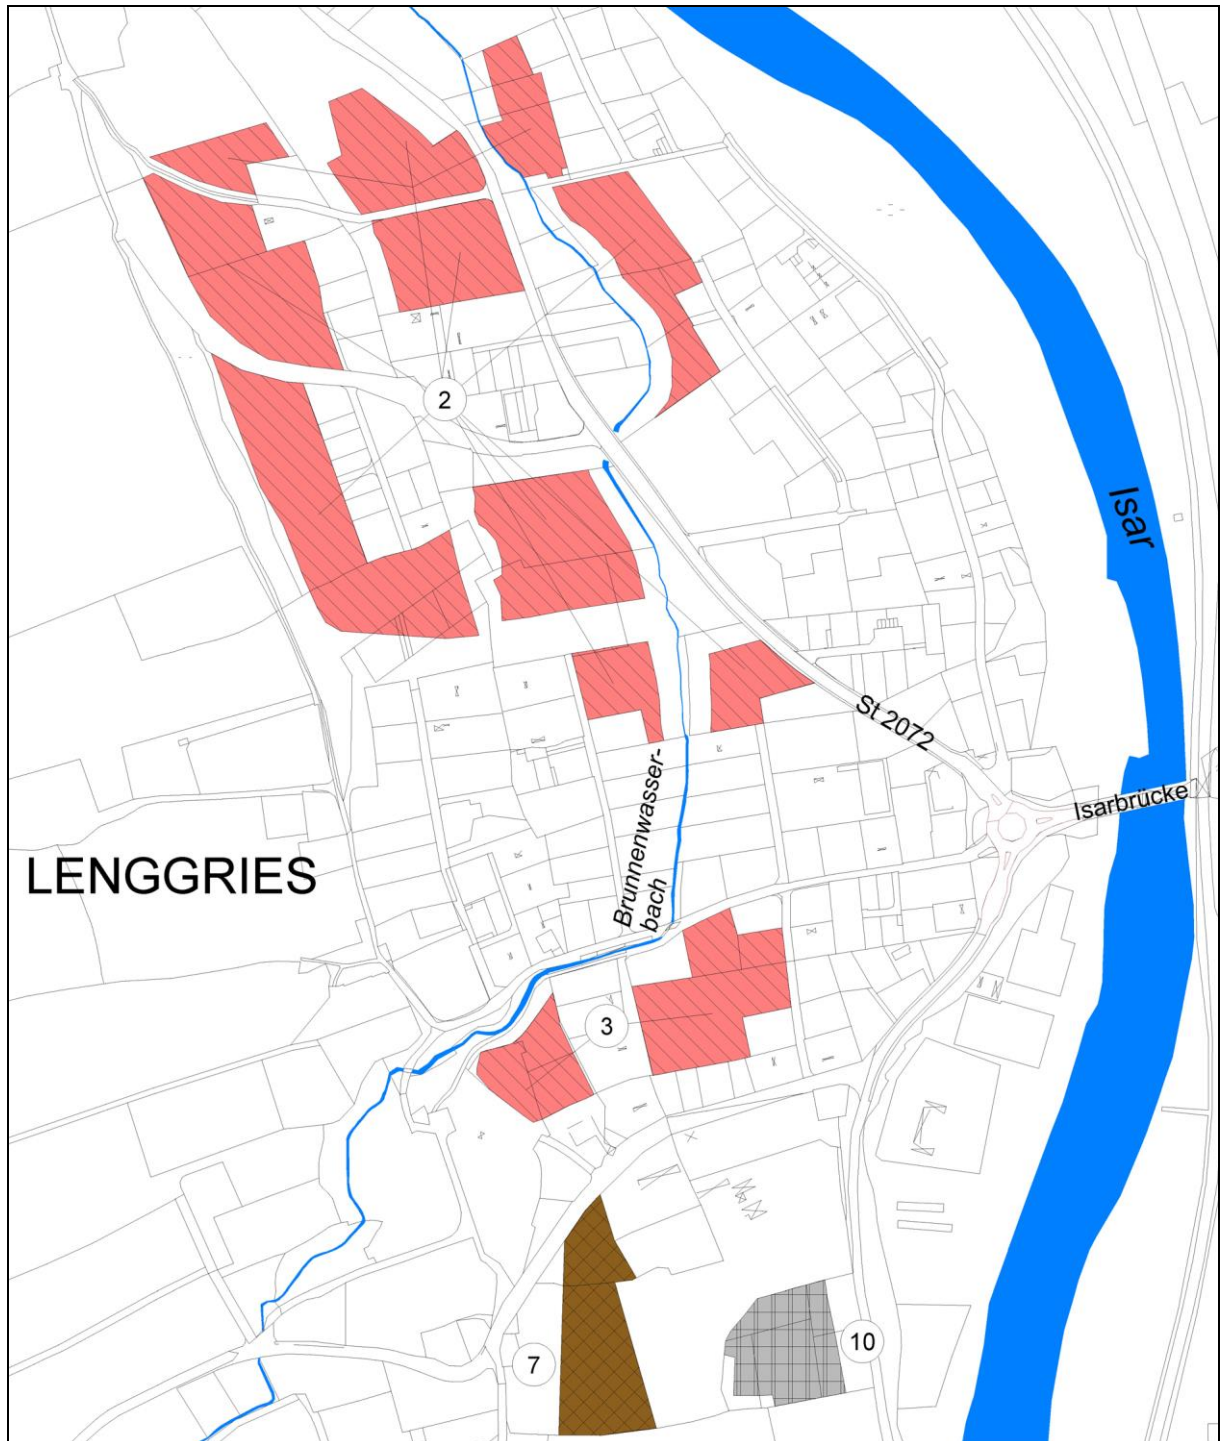 2
Isar
St 2072
Isarbrücke
Brunnenwasser-
bach
LENGGRIES
3
7
10